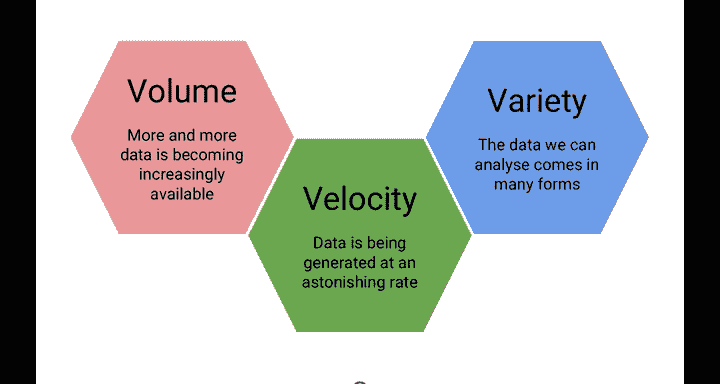 Volume
More and more
data is becoming
increasingly
available
Velocity
Data is being
generated at an
astonishing rate
Variety
The data we can
analyse comes in
many forms